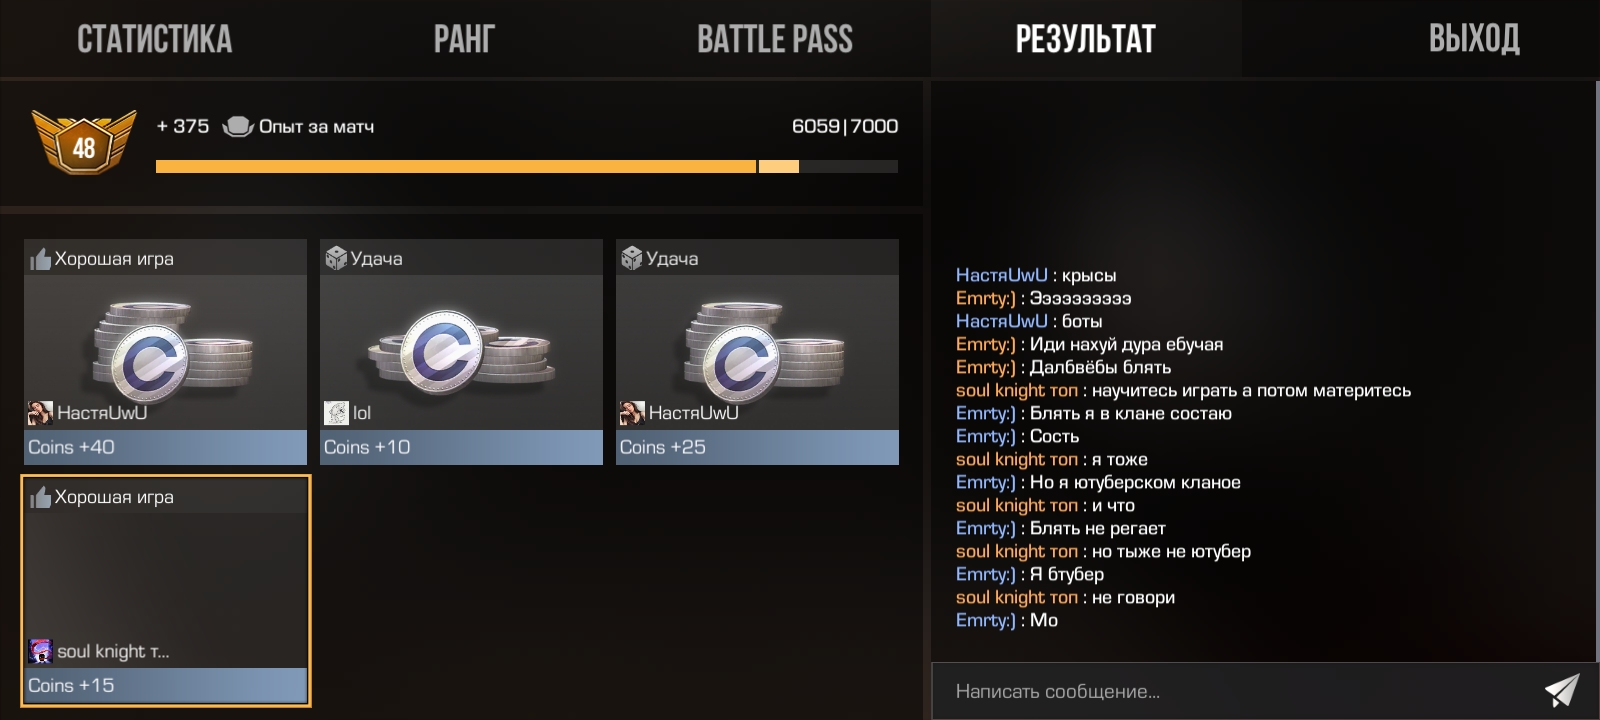 СТАТИСТИКА РАНГ BATTLE PASS РЕЗУЛЬТАТ ВЫХОД
48
+ 375 Опыт за матч 6059|7000
Хорошая игра
НастяUwU
Coins +40
Удача
lol
Coins +10
Удача
НастяUwU
Coins +25
Хорошая игра
soul knight т...
Coins +15
НастяUwU : крысы
Emrty:) : Ээээээээээ
НастяUwU : боты
Emrty:) : Иди нахуй дура ебучая
Emrty:) : Далбвёбы блять
soul knight топ : научитесь играть а потом материтесь
Emrty:) : Блять я в клане состаю
Emrty:) : Сость
soul knight топ : я тоже
Emrty:) : Но я ютуберском кланое
soul knight топ : и что
Emrty:) : Блять не регает
soul knight топ : но тыже не ютубер
Emrty:) : Я бтубер
soul knight топ : не говори
Emrty:) : Мо
Написать сообщение...